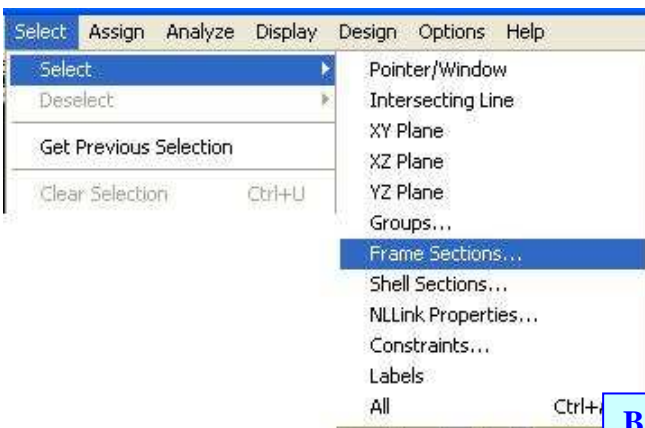 Select Assign Analyze Display Design Options Help
Select
Deselect
Get Previous Selection
Clear Selection Ctrl+U
Pointer/Window
Intersecting Line
XY Plane
XZ Plane
YZ Plane
Groups...
Frame Sections...
Shell Sections...
NLLink Properties...
Constraints...
Labels
All Ctrl+
B